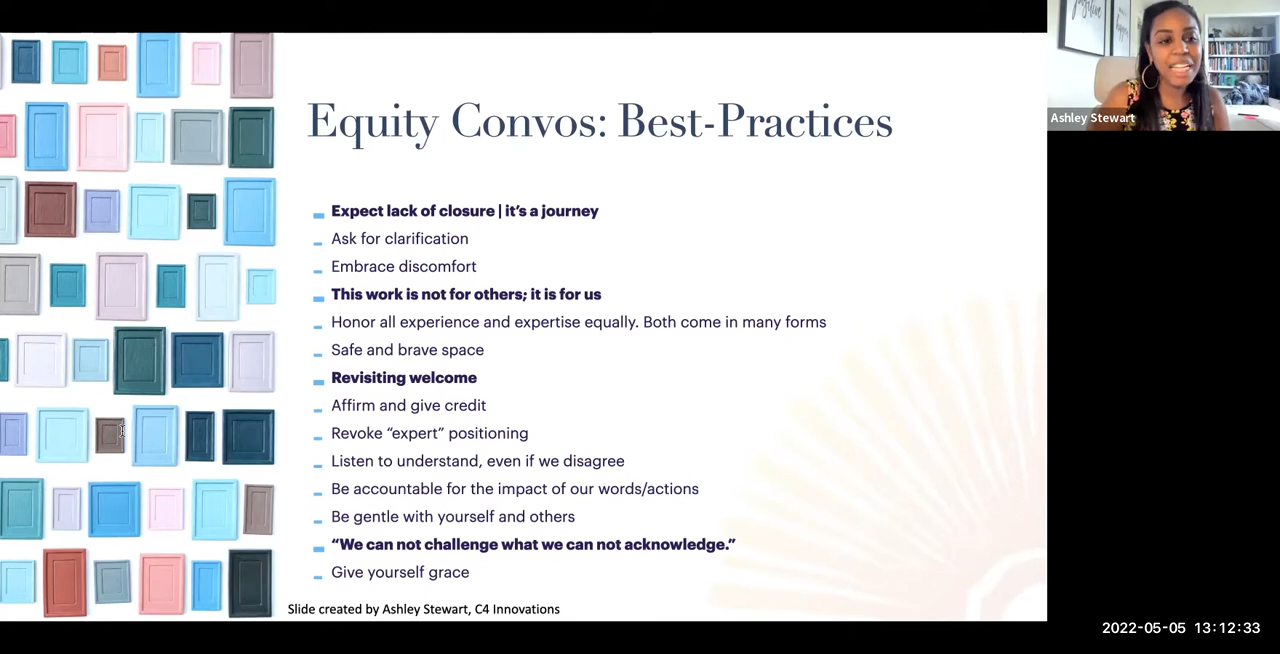 Equity Convos: Best-Practices
Expect lack of closure | it's a journey
Ask for clarification
Embrace discomfort
This work is not for others; it is for us
Honor all experience and expertise equally. Both come in many forms
Safe and brave space
Revisiting welcome
Affirm and give credit
Revoke “expert” positioning
Listen to understand, even if we disagree
Be accountable for the impact of our words/actions
Be gentle with yourself and others
“We can not challenge what we can not acknowledge.”
Give yourself grace
Slide created by Ashley Stewart, C4 Innovations
positive
Ashley Stewart
2022-05-05 13:12:33